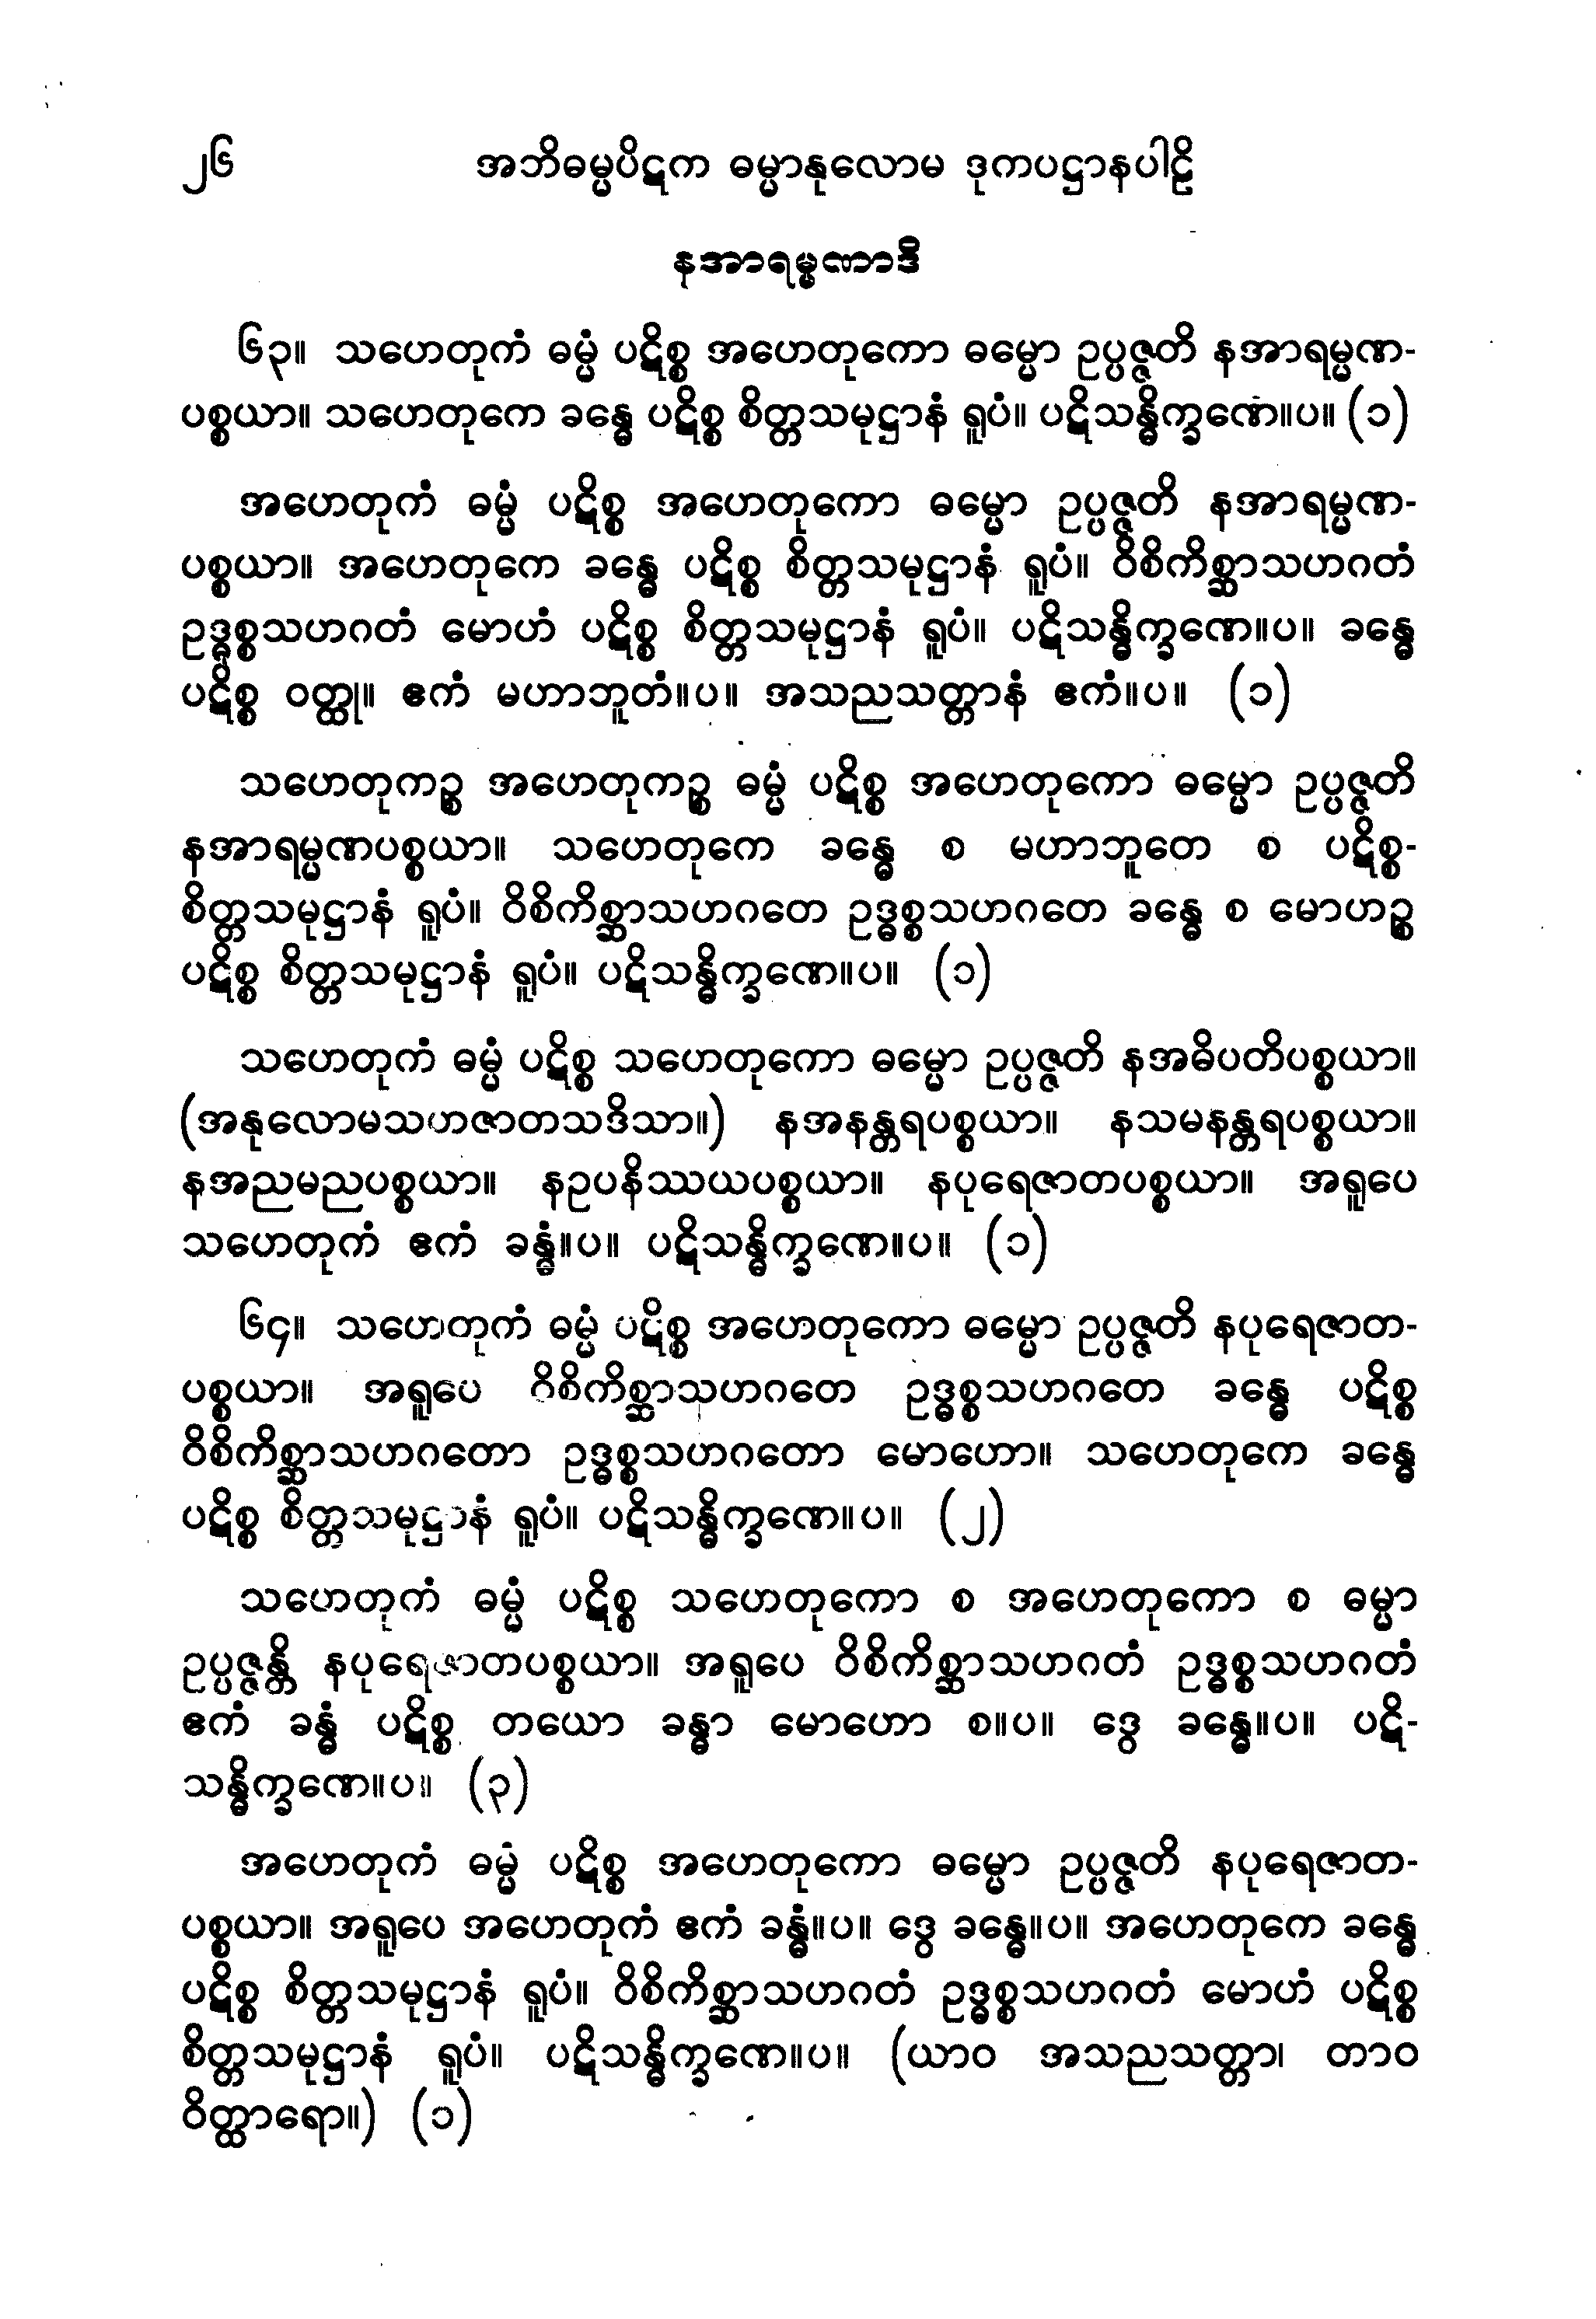 ၂၆ အဘိဓမ္မပိဋက ဓမ္မာနုလောမ ဒုကပဋ္ဌာနပါဠိ
နအာရမ္မဏာဒိ
၆၃။ သဟေတုကံ ဓမ္မံ ပဋိစ္စ အဟေတုကော ဓမ္မော ဥပ္ပဇ္ဇတိ နအာရမ္မဏ-
ပစ္စယာ။ သဟေတုကေ ခန္ဓေ ပဋိစ္စ စိတ္တသမုဋ္ဌာနံ ရူပံ။ ပဋိသန္ဓိက္ခဏေ။ပ။ (၁)
အဟေတုကံ ဓမ္မံ ပဋိစ္စ အဟေတုကော ဓမ္မော ဥပ္ပဇ္ဇတိ နအာရမ္မဏ-
ပစ္စယာ။ အဟေတုကေ ခန္ဓေ ပဋိစ္စ စိတ္တသမုဋ္ဌာနံ ရူပံ။ ဝိစိကိစ္ဆာသဟဂတံ
ဥဒ္ဓစ္စသဟဂတံ မောဟံ ပဋိစ္စ စိတ္တသမုဋ္ဌာနံ ရူပံ။ ပဋိသန္ဓိက္ခဏေ။ပ။ ခန္ဓေ
ပဋိစ္စ ဝတ္ထု။ ဧကံ မဟာဘူတံ။ပ။ အသညသတ္တာနံ ဧကံ။ပ။ (၁)
သဟေတုကဉ္စ အဟေတုကဉ္စ ဓမ္မံ ပဋိစ္စ အဟေတုကော ဓမ္မော ဥပ္ပဇ္ဇတိ
နအာရမ္မဏပစ္စယာ။ သဟေတုကေ ခန္ဓေ စ မဟာဘူတေ စ ပဋိစ္စ-
စိတ္တသမုဋ္ဌာနံ ရူပံ။ ဝိစိကိစ္ဆာသဟဂတေ ဥဒ္ဓစ္စသဟဂတေ ခန္ဓေ စ မောဟဉ္စ
ပဋိစ္စ စိတ္တသမုဋ္ဌာနံ ရူပံ။ ပဋိသန္ဓိက္ခဏေ။ပ။ (၁)
သဟေတုကံ ဓမ္မံ ပဋိစ္စ သဟေတုကော ဓမ္မော ဥပ္ပဇ္ဇတိ နအဓိပတိပစ္စယာ။
(အနုလောမသဟဇာတသဒိသာ။) နအနန္တရပစ္စယာ။ နသမနန္တရပစ္စယာ။
နအညမညပစ္စယာ။ နဥပနိဿယပစ္စယာ။ နပုရေဇာတပစ္စယာ။ အရူပေ
သဟေတုကံ ဧကံ ခန္ဓံ။ပ။ ပဋိသန္ဓိက္ခဏေ။ပ။ (၁)
၆၄။ သဟေတုကံ ဓမ္မံ ပဋိစ္စ အဟေတုကော ဓမ္မော ဥပ္ပဇ္ဇတိ နပုရေဇာတ-
ပစ္စယာ။ အရူပေ ဝိစိကိစ္ဆာသဟဂတေ ဥဒ္ဓစ္စသဟဂတေ ခန္ဓေ ပဋိစ္စ
ဝိစိကိစ္ဆာသဟဂတော ဥဒ္ဓစ္စသဟဂတော မောဟော။ သဟေတုကေ ခန္ဓေ
ပဋိစ္စ စိတ္တသမုဋ္ဌာနံ ရူပံ။ ပဋိသန္ဓိက္ခဏေ။ပ။ (၂)
သဟေတုကံ ဓမ္မံ ပဋိစ္စ သဟေတုကော စ အဟေတုကော စ ဓမ္မာ
ဥပ္ပဇ္ဇန္တိ နပုရေဇာတပစ္စယာ။ အရူပေ ဝိစိကိစ္ဆာသဟဂတံ ဥဒ္ဓစ္စသဟဂတံ
ဧကံ ခန္ဓံ ပဋိစ္စ တယော ခန္ဓာ မောဟော စ။ပ။ ဒွေ ခန္ဓေ။ပ။ ပဋိ-
သန္ဓိက္ခဏေ။ပ။ (၃)
အဟေတုကံ ဓမ္မံ ပဋိစ္စ အဟေတုကော ဓမ္မော ဥပ္ပဇ္ဇတိ နပုရေဇာတ-
ပစ္စယာ။ အရူပေ အဟေတုကံ ဧကံ ခန္ဓံ။ပ။ ဒွေ ခန္ဓေ။ပ။ အဟေတုကေ ခန္ဓေ
ပဋိစ္စ စိတ္တသမုဋ္ဌာနံ ရူပံ။ ဝိစိကိစ္ဆာသဟဂတံ ဥဒ္ဓစ္စသဟဂတံ မောဟံ ပဋိစ္စ
စိတ္တသမုဋ္ဌာနံ ရူပံ။ ပဋိသန္ဓိက္ခဏေ။ပ။ (ယာဝ အသညသတ္တာ၊ တာဝ
ဝိတ္ထာရော။) (၁)